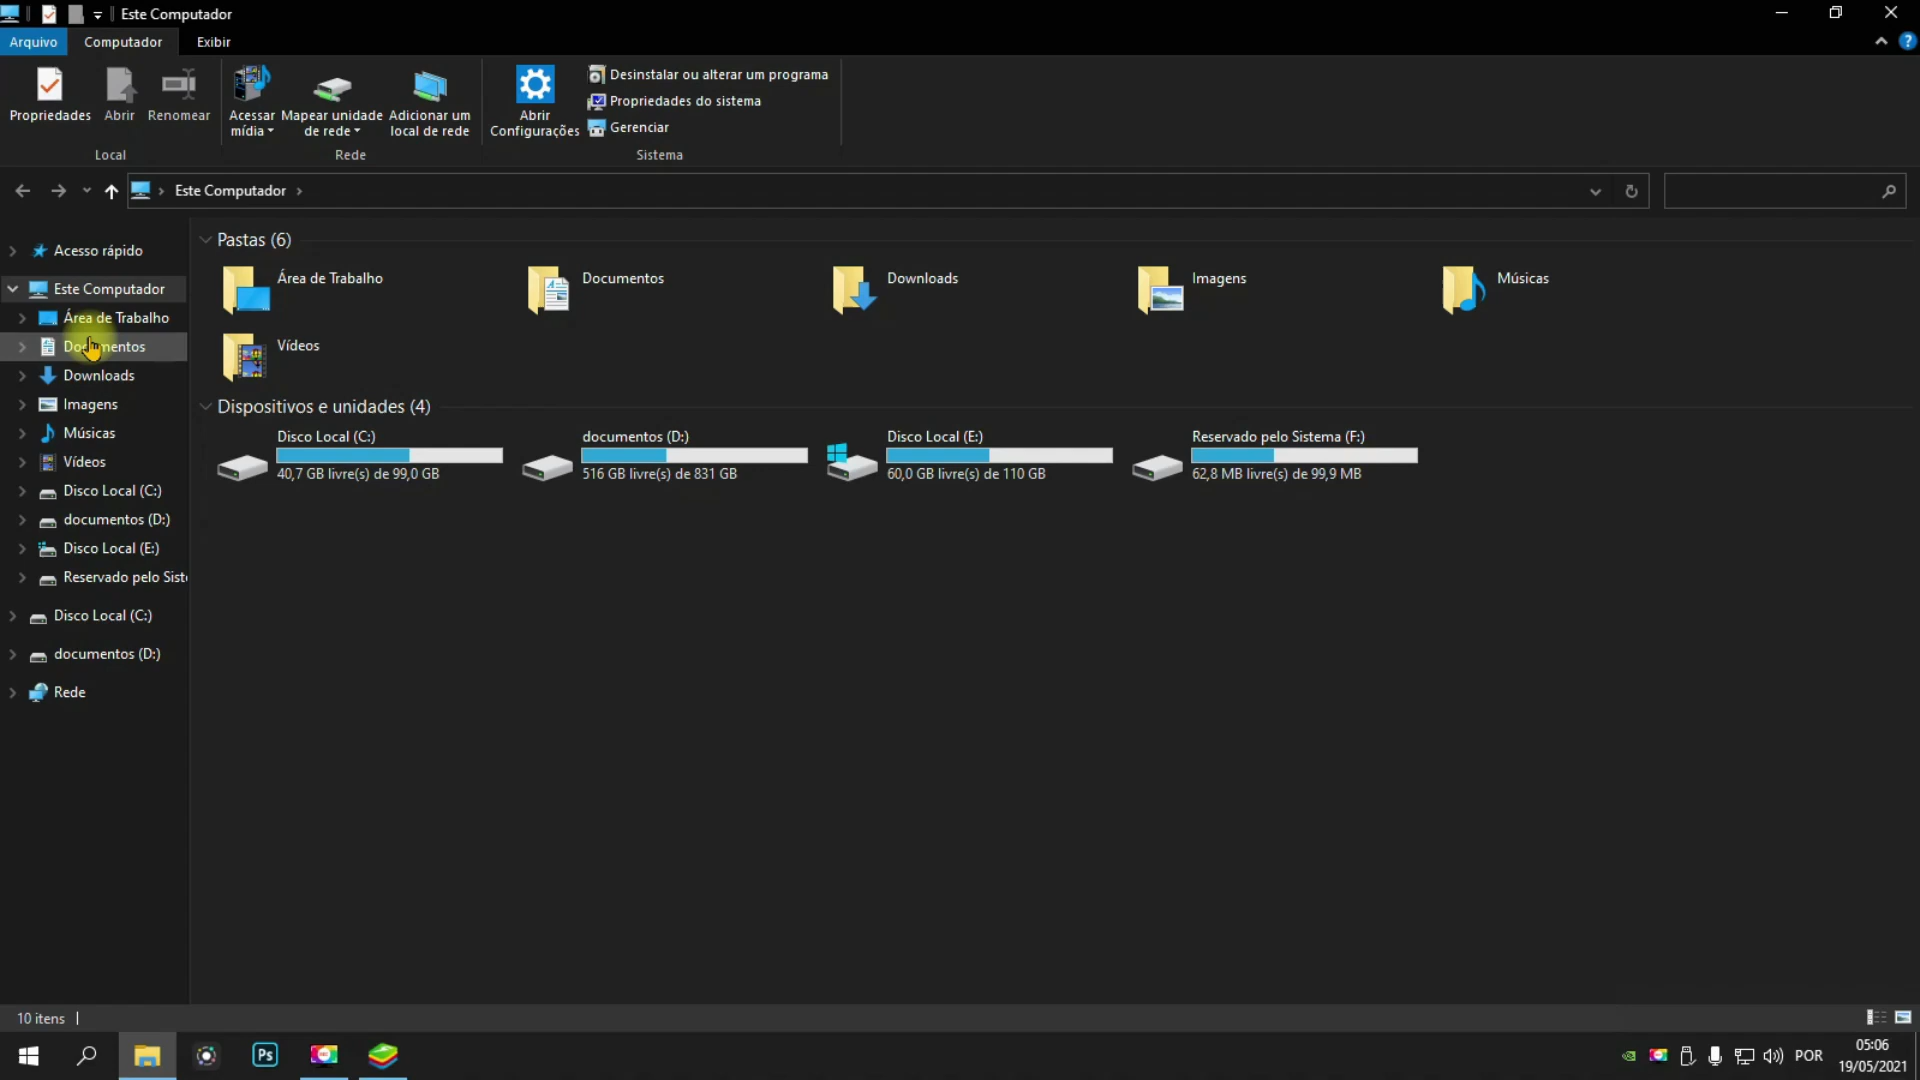 Este Computador
Arquivo
Computador
Exibir
Propriedades
Abrir
Renomear
Local
Acessar
mídia
Mapear unidade
de rede
Adicionar um
local de rede
Rede
Abrir
Configurações
Desinstalar ou alterar um programa
Propriedades do sistema
Gerenciar
Sistema
Este Computador
Acesso rápido
Este Computador
Área de Trabalho
Documentos
Downloads
Imagens
Músicas
Vídeos
Disco Local (C:)
documentos (D:)
Disco Local (E:)
Reservado pelo Sist
Disco Local (C:)
documentos (D:)
Rede
Pastas (6)
Área de Trabalho
Documentos
Downloads
Imagens
Músicas
Vídeos
Dispositivos e unidades (4)
Disco Local (C:)
40,7 GB livre(s) de 99,0 GB
documentos (D:)
516 GB livre(s) de 831 GB
Disco Local (E:)
60,0 GB livre(s) de 110 GB
Reservado pelo Sistema (F:)
62,8 MB livre(s) de 99,9 MB
10 itens
Ps
POR
05:06
19/05/2021